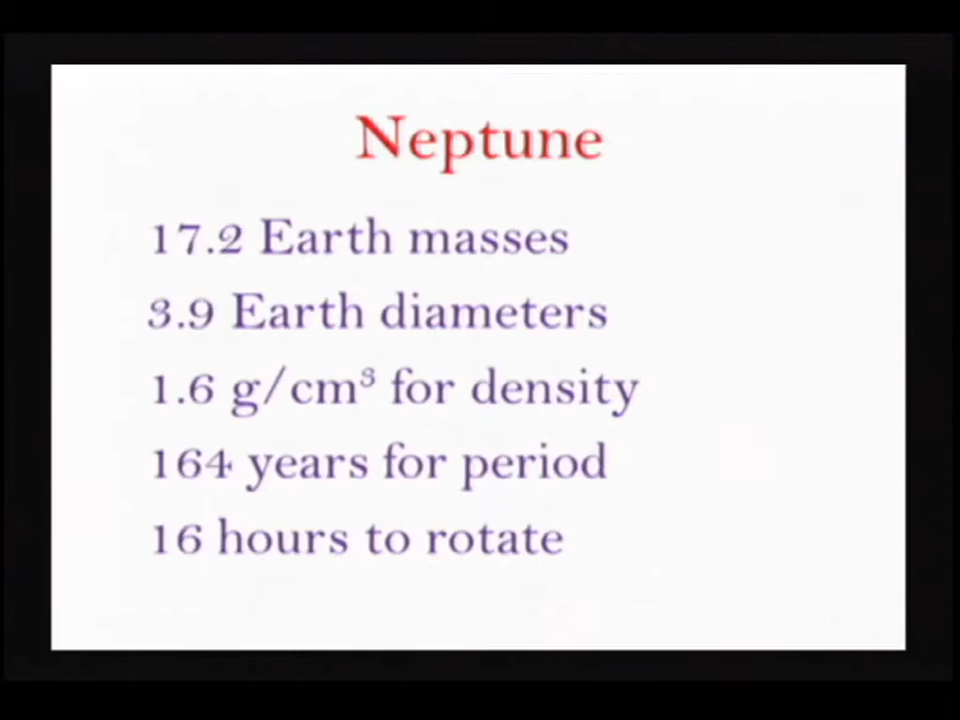 Neptune
17.2 Earth masses
3.9 Earth diameters
1.6 g/cm³ for density
164 years for period
16 hours to rotate